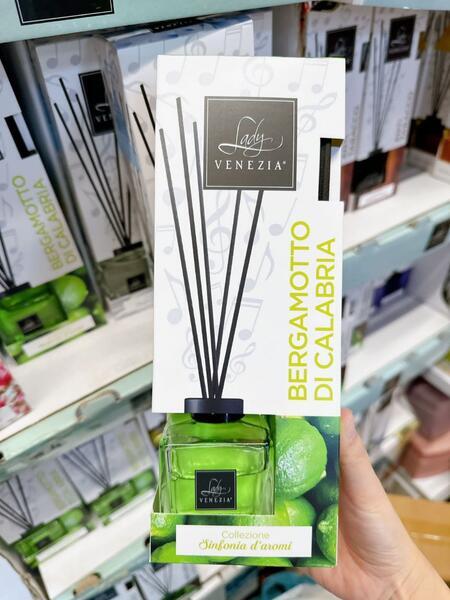 Lady
VENEZIA®
BERGAMOTTO
DI CALABRIA
Lady
VENEZIA®
Collezione
Sinfonia d'aromi
BERGAMOTTO
DI CALABRIA